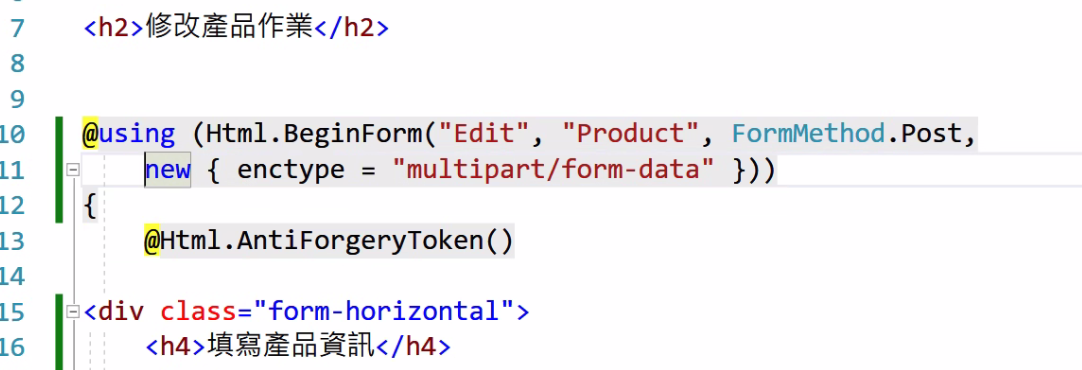 7 <h2>修改產品作業</h2>
8
9
10 @using (Html.BeginForm("Edit", "Product", FormMethod.Post,
11 new { enctype = "multipart/form-data" }))
12 {
13 @Html.AntiForgeryToken()
14
15 <div class="form-horizontal">
16 <h4>填寫產品資訊</h4>